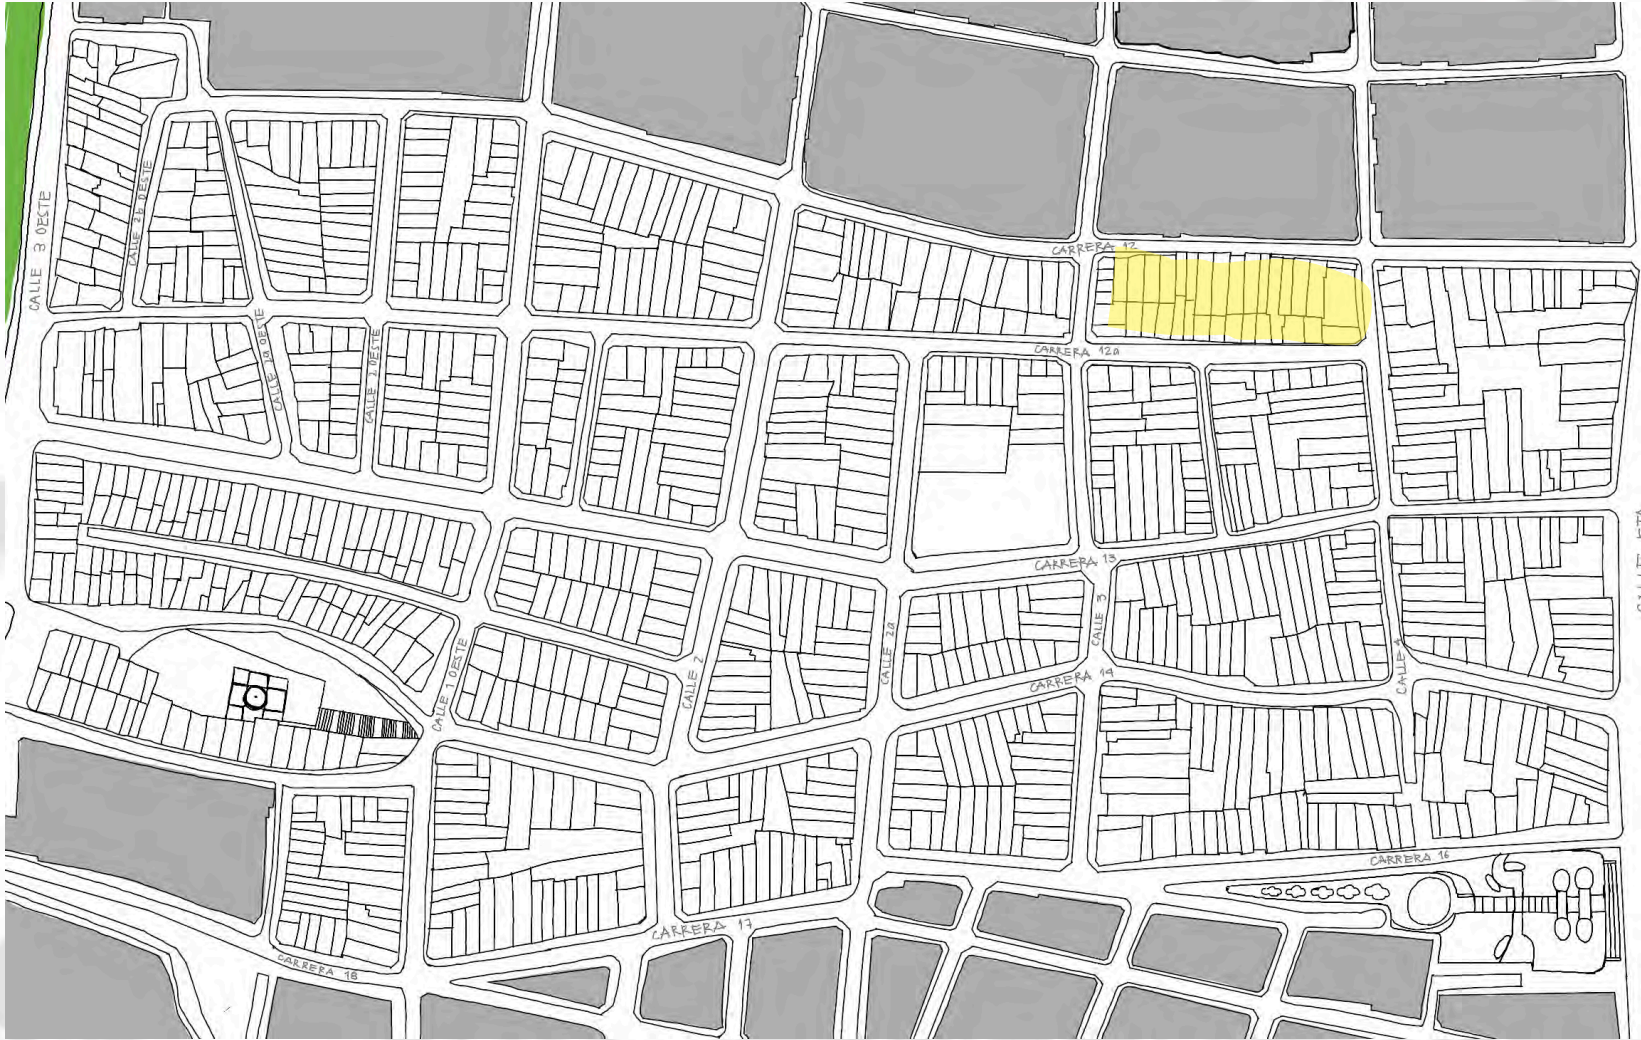 CALLE 3 OESTE
CALLE 2b OESTE
CALLE 2a OESTE
CALLE 2 OESTE
CARRERA 12
CARRERA 12a
CARRERA 13
CALLE 3
CALLE 2a
CALLE 2
CALLE 1 OESTE
CARRERA 14
CALLE 4
CARRERA 16
CARRERA 17
CARRERA 18